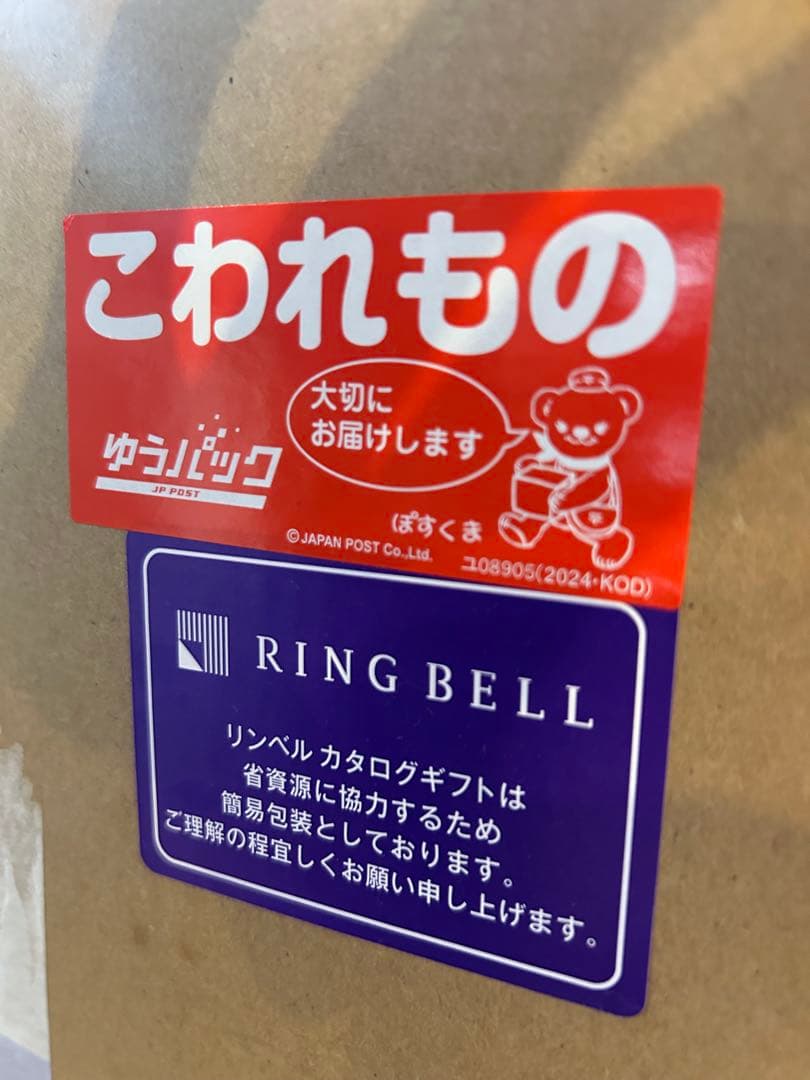 こわれもの
大切に
お届けします
ゆうパック
JP POST
ぽすくま
©JAPAN POST Co.,Ltd.
ユ08905(2024・KOD)
RING BELL
リンベル カタログギフトは
省資源に協力するため
簡易包装としております。
ご理解の程宜しくお願い申し上げます。